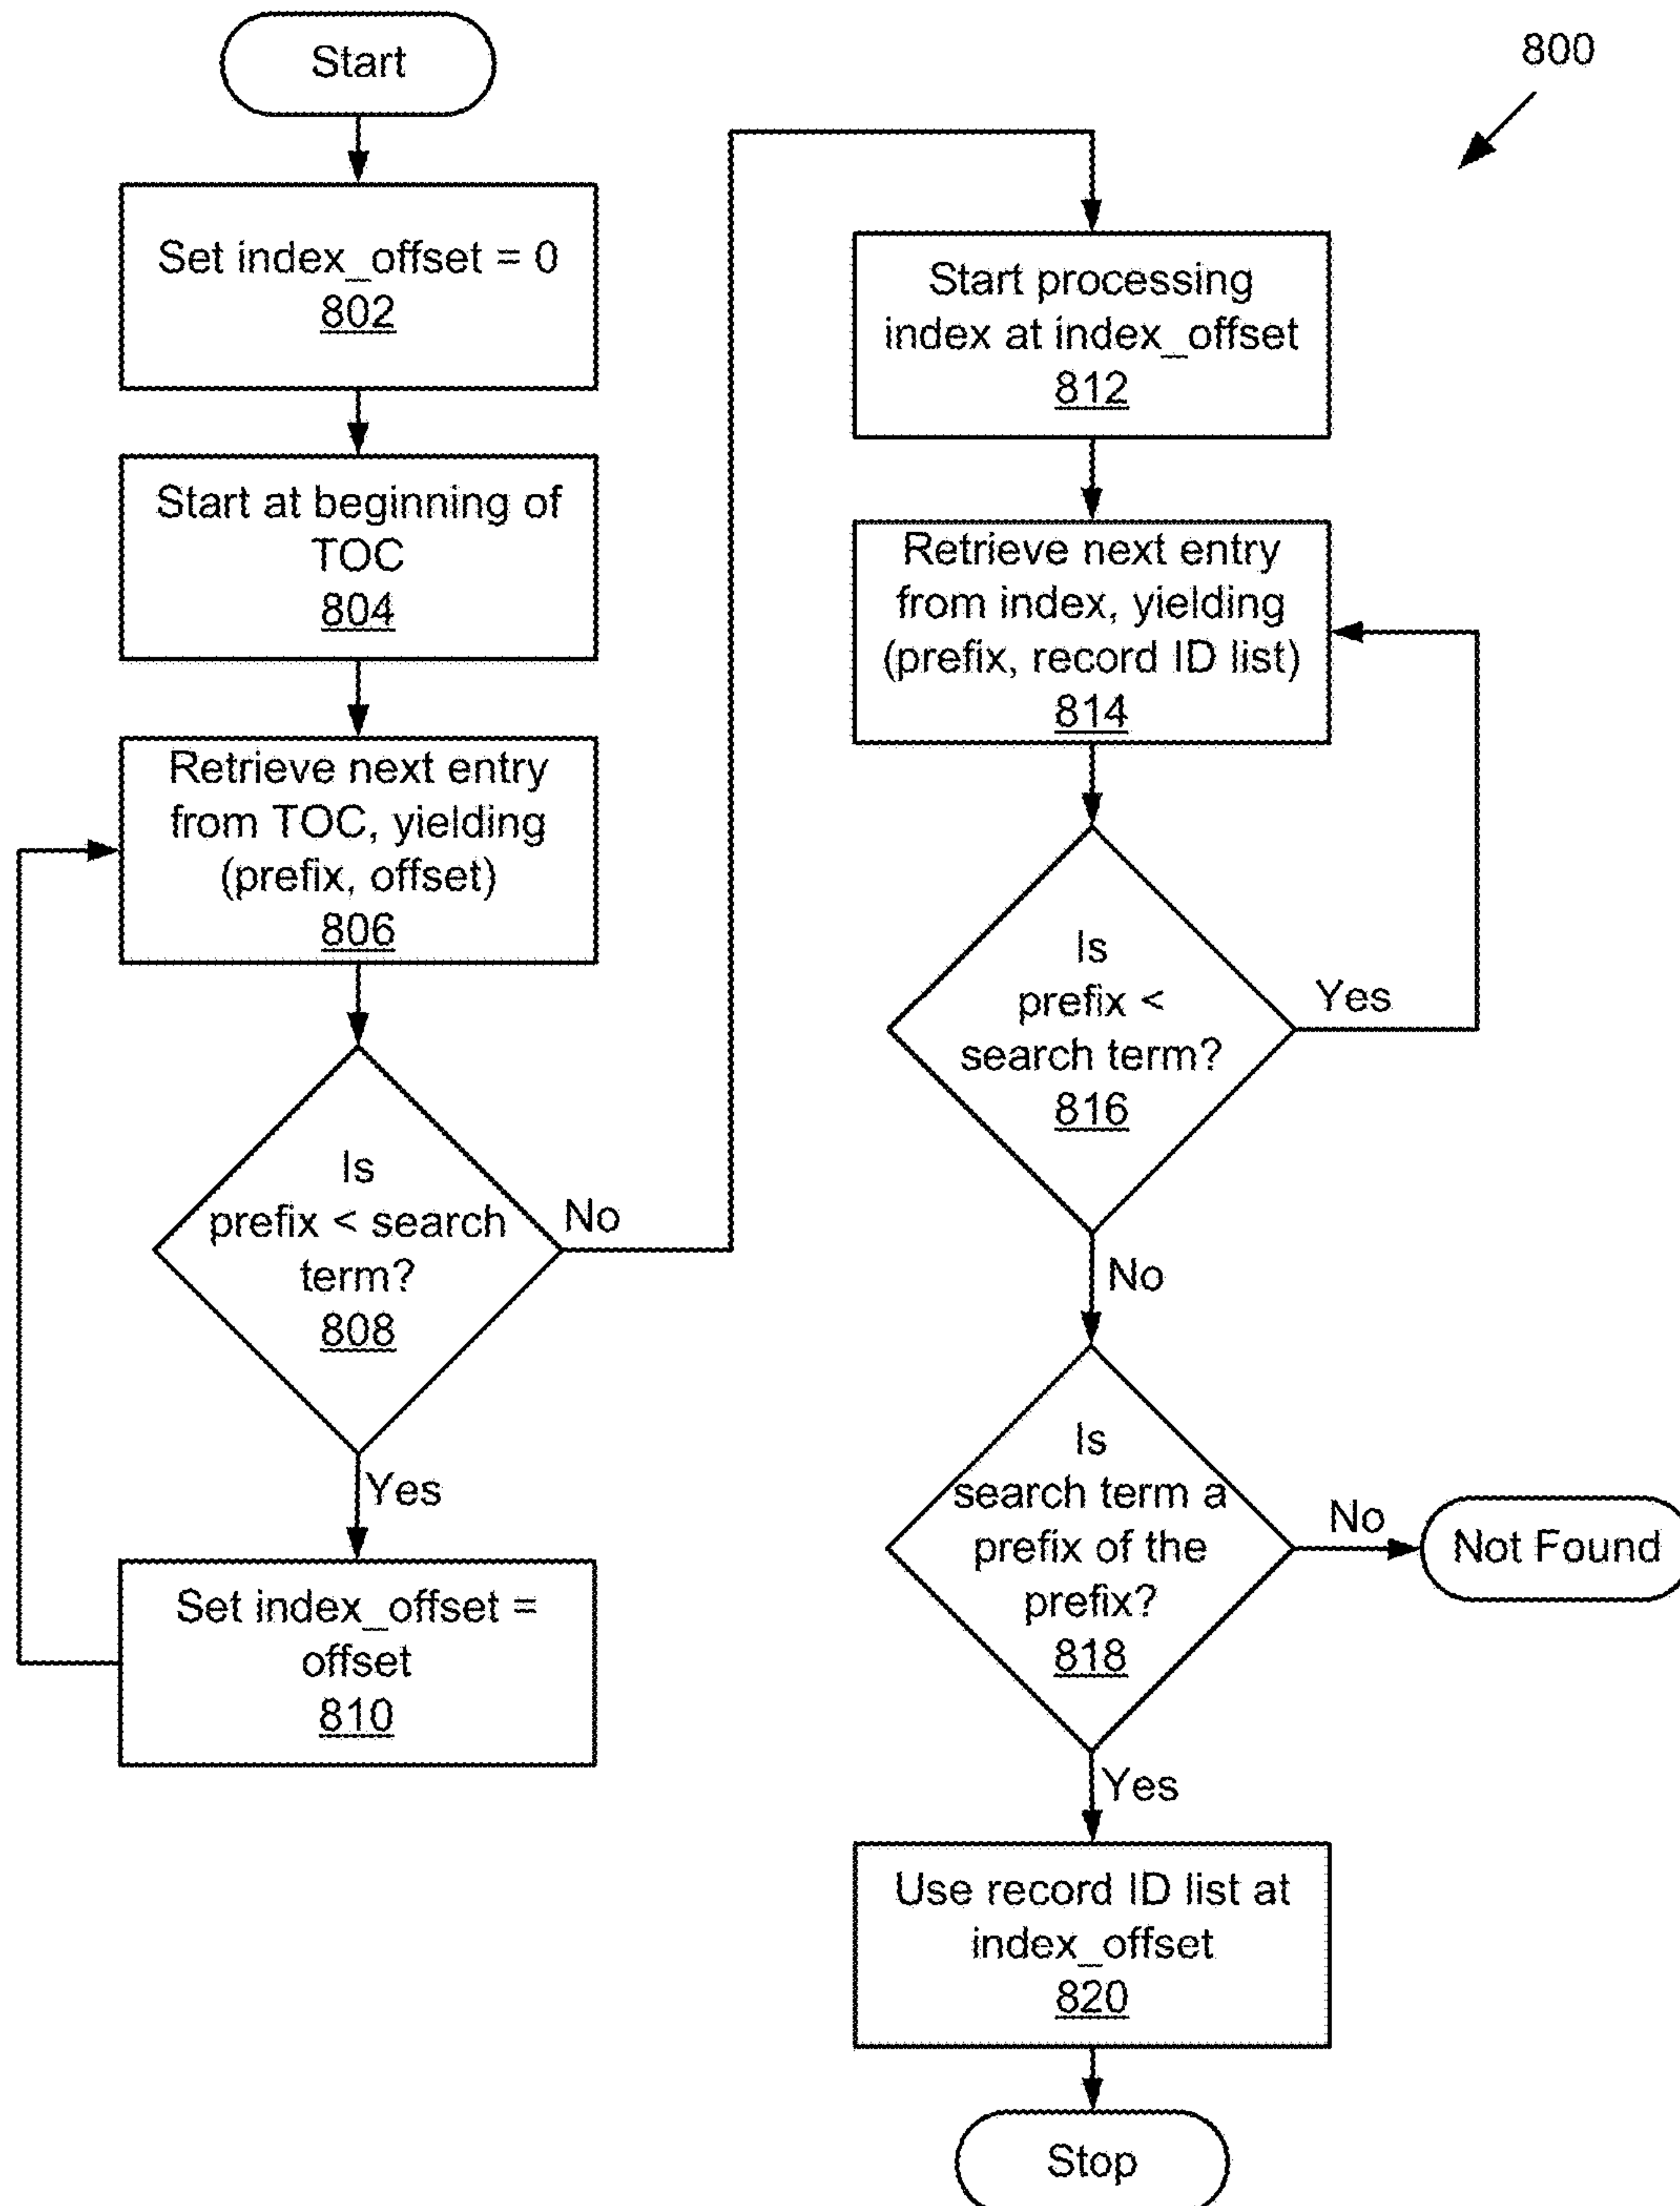 Start
Set index_offset = 0
802
Start at beginning of
TOC
804
Retrieve next entry
from TOC, yielding
(prefix, offset)
806
Is
prefix < search
term?
808
No
Yes
Set index_offset =
offset
810
800
Start processing
index at index_offset
812
Retrieve next entry
from index, yielding
(prefix, record ID list)
814
Is
prefix <
search term?
816
Yes
No
Is
search term a
prefix of the
prefix?
818
No
Not Found
Yes
Use record ID list at
index_offset
820
Stop